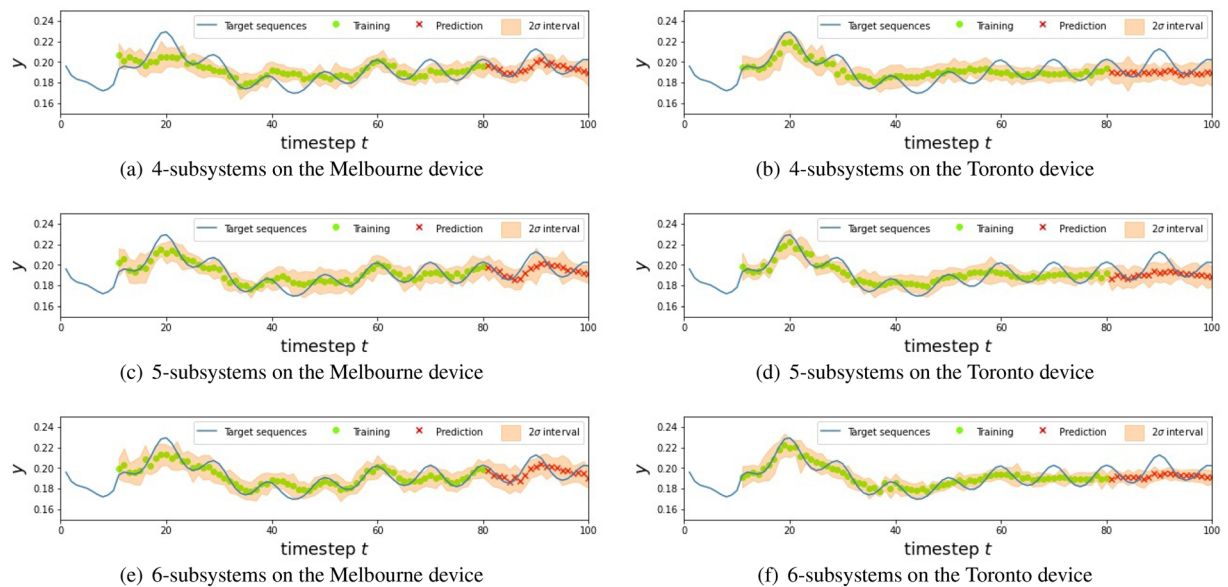 0.24
0.22
0.20
0.18
0.16
y
Target sequences Training Prediction 2σ interval
0 20 40 60 80 100
timestep t
(a) 4-subsystems on the Melbourne device
0.24
0.22
0.20
0.18
0.16
y
Target sequences Training Prediction 2σ interval
0 20 40 60 80 100
timestep t
(b) 4-subsystems on the Toronto device
0.24
0.22
0.20
0.18
0.16
y
Target sequences Training Prediction 2σ interval
0 20 40 60 80 100
timestep t
(c) 5-subsystems on the Melbourne device
0.24
0.22
0.20
0.18
0.16
y
Target sequences Training Prediction 2σ interval
0 20 40 60 80 100
timestep t
(d) 5-subsystems on the Toronto device
0.24
0.22
0.20
0.18
0.16
y
Target sequences Training Prediction 2σ interval
0 20 40 60 80 100
timestep t
(e) 6-subsystems on the Melbourne device
0.24
0.22
0.20
0.18
0.16
y
Target sequences Training Prediction 2σ interval
0 20 40 60 80 100
timestep t
(f) 6-subsystems on the Toronto device